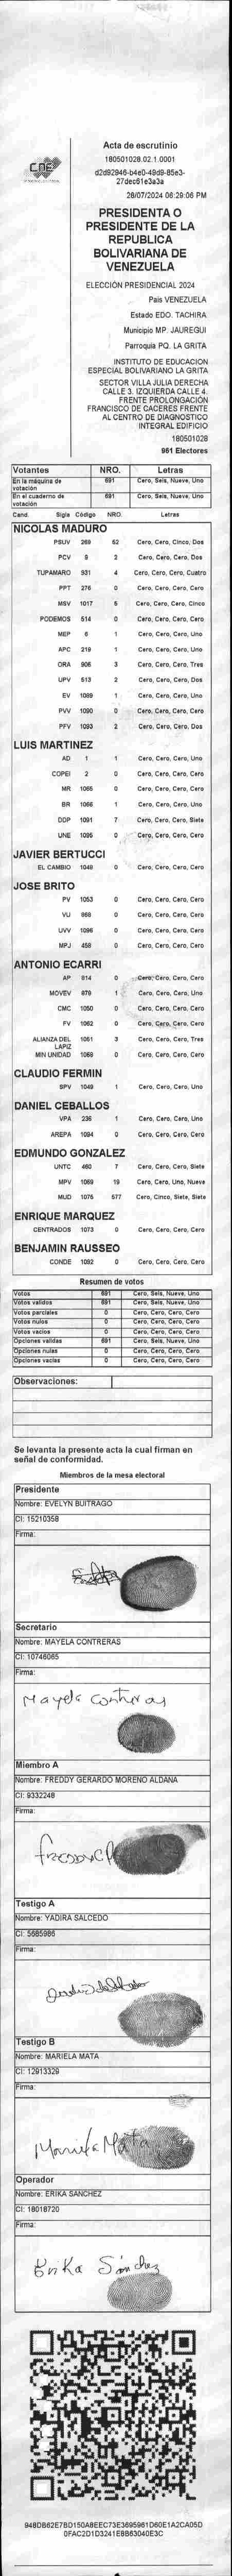 CNE
Acta de escrutinio
180501028.02.1.0001
d2d92946-b4e0-49d9-85e3-
27dec61e3a3a
28/07/2024 06:29:06 PM
PRESIDENTA O
PRESIDENTE DE LA
REPUBLICA
BOLIVARIANA DE
VENEZUELA
ELECCIÓN PRESIDENCIAL 2024
Pais VENEZUELA
Estado EDO. TACHIRA
Municipio MP. JAUREGUI
Parroquia PQ. LA GRITA
INSTITUTO DE EDUCACION
ESPECIAL BOLIVARIANO LA GRITA
SECTOR VILLA JULIA DERECHA
CALLE 3. IZQUIERDA CALLE 4.
FRENTE PROLONGACIÓN
FRANCISCO DE CACERES FRENTE
AL CENTRO DE DIAGNOSTICO
INTEGRAL EDIFICIO
180501028
961 Electores
Votantes NRO. Letras
En la máquina de votación 691 Cero, Seis, Nueve, Uno
En el cuaderno de votación 691 Cero, Seis, Nueve, Uno
Cand. Sigla Código NRO. Letras
NICOLAS MADURO
PSUV 269 52 Cero, Cero, Cinco, Dos
PCV 9 2 Cero, Cero, Cero, Dos
TUPAMARO 931 4 Cero, Cero, Cero, Cuatro
PPT 276 0 Cero, Cero, Cero, Cero
MSV 1017 5 Cero, Cero, Cero, Cinco
PODEMOS 514 0 Cero, Cero, Cero, Cero
MEP 6 1 Cero, Cero, Cero, Uno
APC 219 1 Cero, Cero, Cero, Uno
ORA 906 3 Cero, Cero, Cero, Tres
UPV 513 2 Cero, Cero, Cero, Dos
EV 1089 1 Cero, Cero, Cero, Uno
PVV 1090 0 Cero, Cero, Cero, Cero
PFV 1093 2 Cero, Cero, Cero, Dos
LUIS MARTINEZ
AD 1 1 Cero, Cero, Cero, Uno
COPEI 2 0 Cero, Cero, Cero, Cero
MR 1065 0 Cero, Cero, Cero, Cero
BR 1066 1 Cero, Cero, Cero, Uno
DDP 1091 7 Cero, Cero, Cero, Siete
UNE 1095 0 Cero, Cero, Cero, Cero
JAVIER BERTUCCI
EL CAMBIO 1048 0 Cero, Cero, Cero, Cero
JOSE BRITO
PV 1053 0 Cero, Cero, Cero, Cero
VU 968 0 Cero, Cero, Cero, Cero
UVV 1096 0 Cero, Cero, Cero, Cero
MPJ 458 0 Cero, Cero, Cero, Cero
ANTONIO ECARRI
AP 814 0 Cero, Cero, Cero, Cero
MOVEV 979 1 Cero, Cero, Cero, Uno
CMC 1050 0 Cero, Cero, Cero, Cero
FV 1062 0 Cero, Cero, Cero, Cero
ALIANZA DEL LAPIZ 1051 3 Cero, Cero, Cero, Tres
MIN UNIDAD 1069 0 Cero, Cero, Cero, Cero
CLAUDIO FERMIN
SPV 1049 1 Cero, Cero, Cero, Uno
DANIEL CEBALLOS
VPA 236 1 Cero, Cero, Cero, Uno
AREPA 1094 0 Cero, Cero, Cero, Cero
EDMUNDO GONZALEZ
UNTC 460 7 Cero, Cero, Cero, Siete
MPV 1059 19 Cero, Cero, Uno, Nueve
MUD 1075 577 Cero, Cinco, Siete, Siete
ENRIQUE MARQUEZ
CENTRADOS 1073 0 Cero, Cero, Cero, Cero
BENJAMIN RAUSSEO
CONDE 1092 0 Cero, Cero, Cero, Cero
Resumen de votos
Votos 691 Cero, Seis, Nueve, Uno
Votos validos 691 Cero, Seis, Nueve, Uno
Votos parciales 0 Cero, Cero, Cero, Cero
Votos nulos 0 Cero, Cero, Cero, Cero
Votos vacios 0 Cero, Cero, Cero, Cero
Opciones validas 691 Cero, Seis, Nueve, Uno
Opciones nulas 0 Cero, Cero, Cero, Cero
Opciones vacias 0 Cero, Cero, Cero, Cero
Observaciones:
Se levanta la presente acta la cual firman en
señal de conformidad.
Miembros de la mesa electoral
Presidente
Nombre: EVELYN BUITRAGO
CI: 15210358
Firma:
Secretario
Nombre: MAYELA CONTRERAS
CI: 10746065
Firma:
Mayela Contreras
Miembro A
Nombre: FREDDY GERARDO MORENO ALDANA
CI: 9332248
Firma:
Testigo A
Nombre: YADIRA SALCEDO
CI: 5685986
Firma:
Testigo B
Nombre: MARIELA MATA
CI: 12913329
Firma:
Mariela Mata
Operador
Nombre: ERIKA SANCHEZ
CI: 18018720
Firma:
Erika Sánchez
948DB62E7BD150A8EEC73E3695961D60E1A2CA05D
0FAC2D1D3241E8B63040E3C